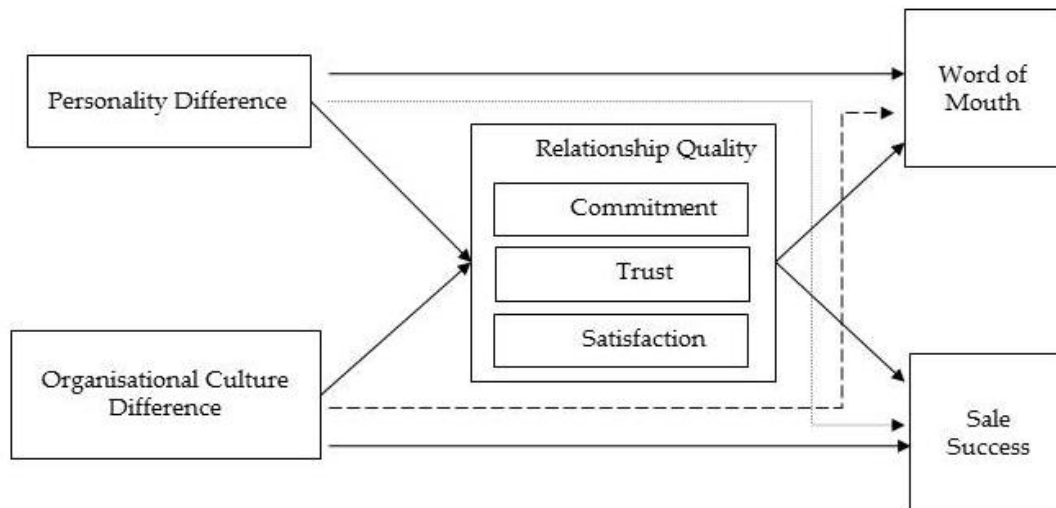 Personality Difference
Word of
Mouth
Relationship Quality
Commitment
Trust
Satisfaction
Organisational Culture
Difference
Sale
Success